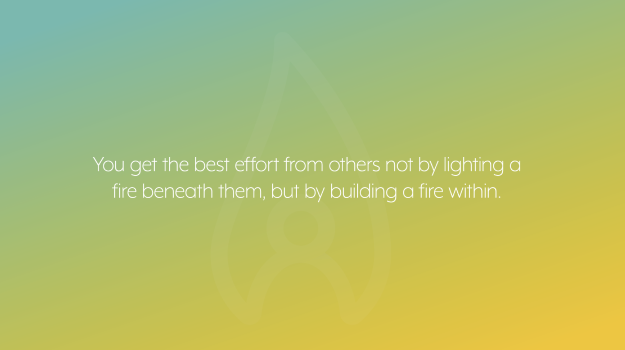 You get the best effort from others not by lighting a
fire beneath them, but by building a fire within.